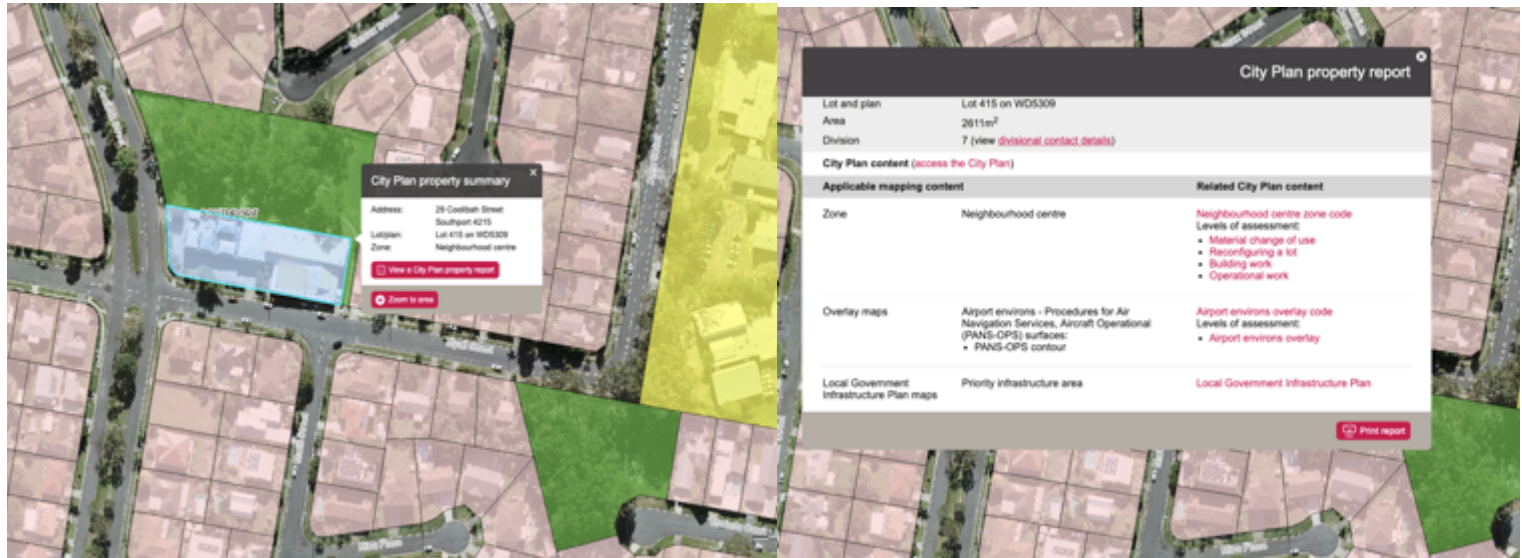 City Plan property summary
Address: 29 Coolibah Street
Southport 4215
Lot/plan: Lot 415 on WD5309
Zone: Neighbourhood centre
View a City Plan property report
Zoom to area
City Plan property report
Lot and plan Lot 415 on WD5309
Area 2611m²
Division 7 (view divisional contact details)
City Plan content (access the City Plan)
Applicable mapping content Related City Plan content
Zone Neighbourhood centre Neighbourhood centre zone code
Levels of assessment:
• Material change of use
• Reconfiguring a lot
• Building work
• Operational work
Overlay maps Airport environs - Procedures for Air Airport environs overlay code
Navigation Services, Aircraft Operational Levels of assessment:
(PANS-OPS) surfaces: • Airport environs overlay
• PANS-OPS contour
Local Government Priority infrastructure area Local Government Infrastructure Plan
Infrastructure Plan maps
Print report